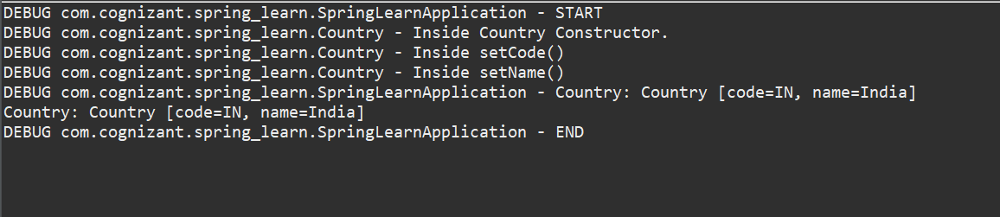 DEBUG com.cognizant.spring_learn.SpringLearnApplication - START
DEBUG com.cognizant.spring_learn.Country - Inside Country Constructor.
DEBUG com.cognizant.spring_learn.Country - Inside setCode()
DEBUG com.cognizant.spring_learn.Country - Inside setName()
DEBUG com.cognizant.spring_learn.SpringLearnApplication - Country: Country [code=IN, name=India]
Country: Country [code=IN, name=India]
DEBUG com.cognizant.spring_learn.SpringLearnApplication - END